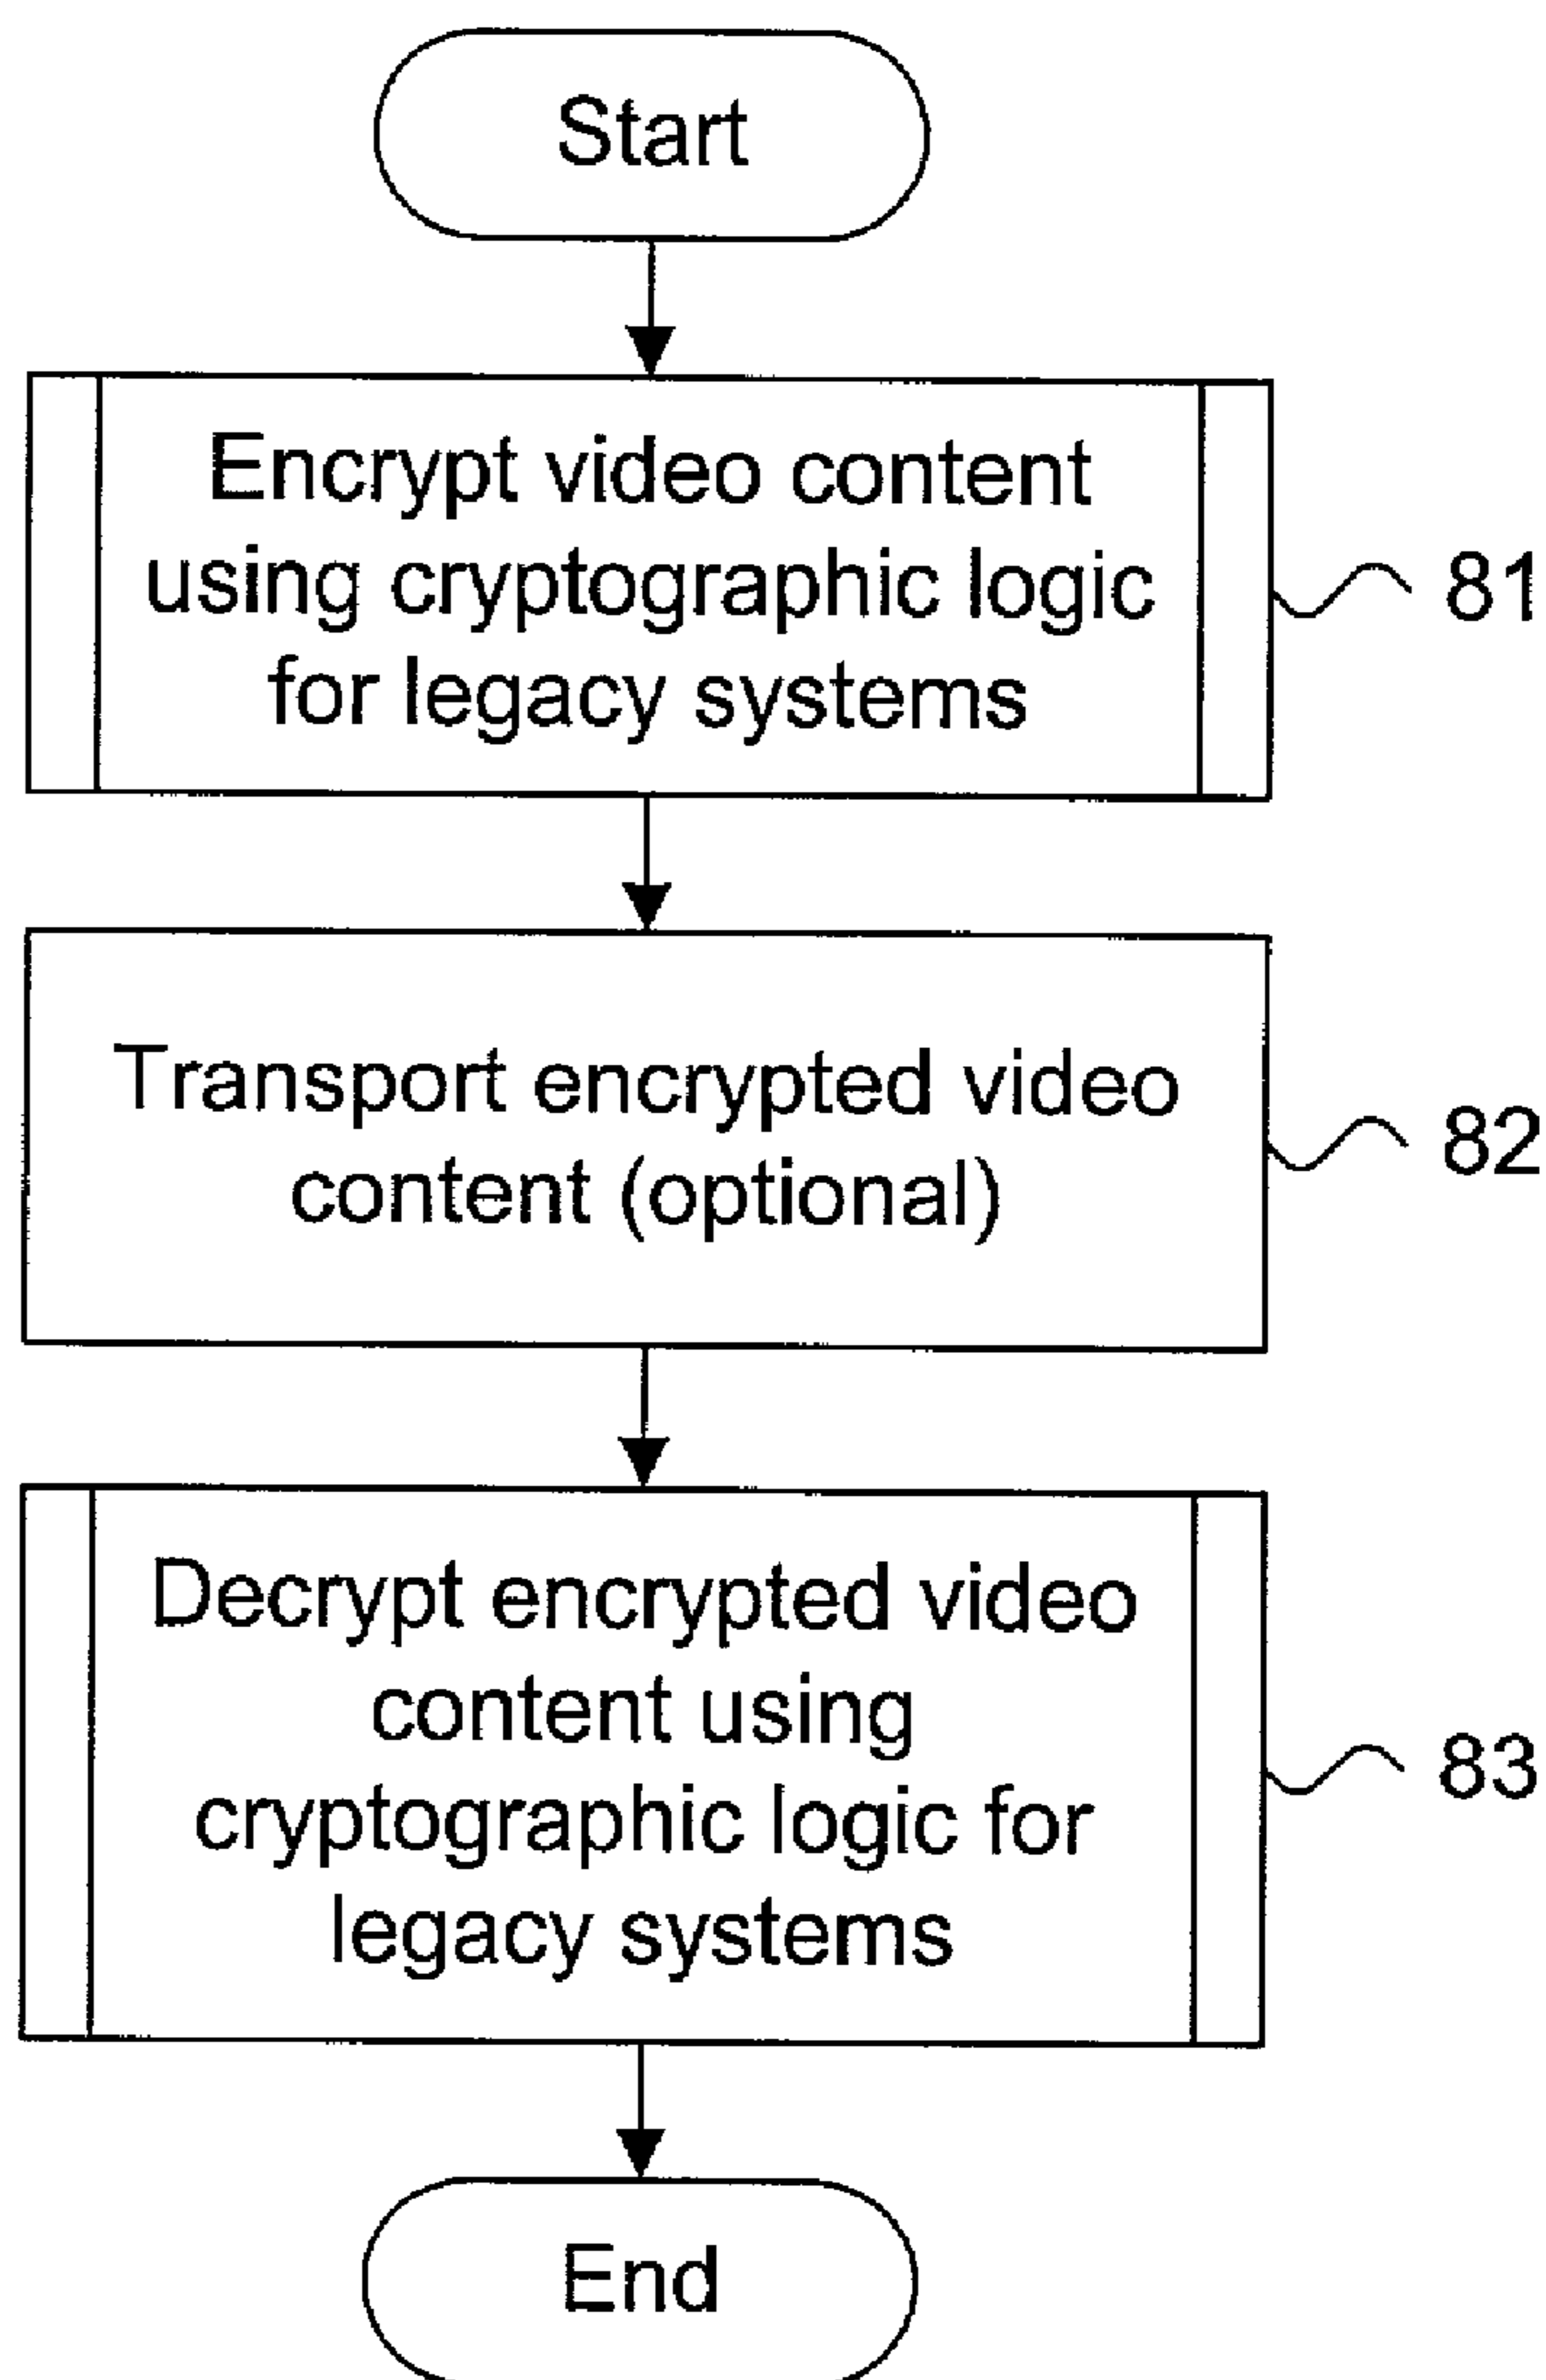 Start
Encrypt video content
using cryptographic logic
for legacy systems
81
Transport encrypted video
content (optional)
82
Decrypt encrypted video
content using
cryptographic logic for
legacy systems
83
End